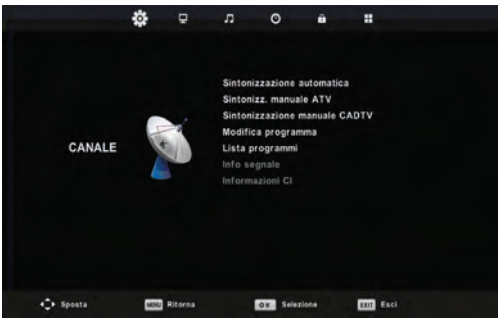 Sintonizzazione automatica
Sintonizz. manuale ATV
Sintonizzazione manuale CADTV
Modifica programma
CANALE
Lista programmi
Info segnale
Informazioni CI
Sposta
MENU Ritorna
OK Selezione
EXIT Esci